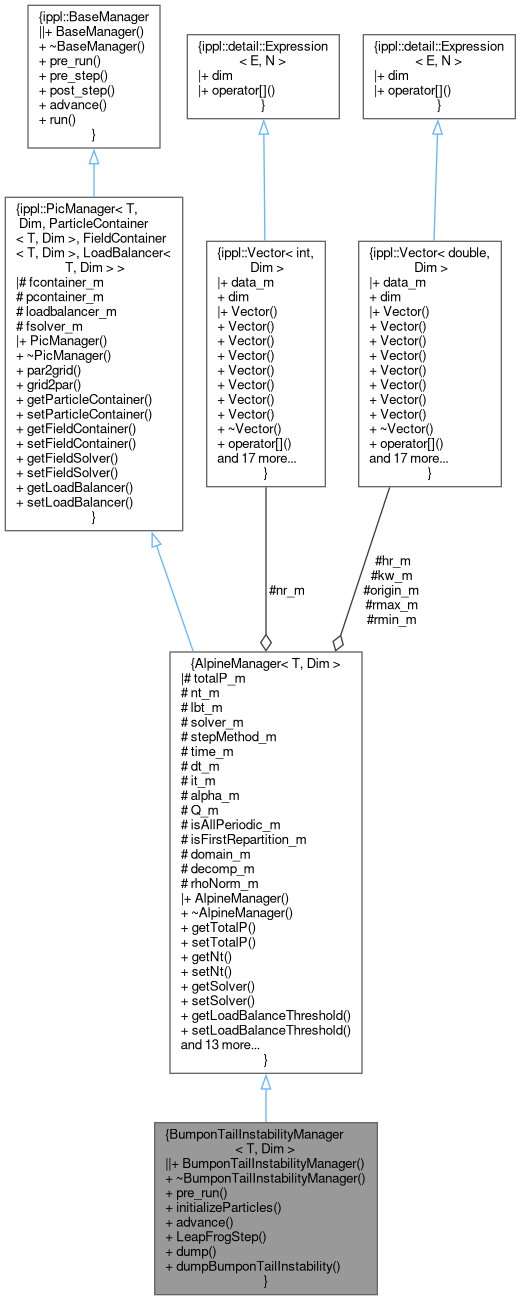 {ippl::BaseManager
||+ BaseManager()
+ ~BaseManager()
+ pre_run()
+ pre_step()
+ post_step()
+ advance()
+ run()
}
{ippl::detail::Expression
< E, N >
|+ dim
|+ operator[]()
}
{ippl::detail::Expression
< E, N >
|+ dim
|+ operator[]()
}
{ippl::PicManager< T,
Dim, ParticleContainer
< T, Dim >, FieldContainer
< T, Dim >, LoadBalancer<
T, Dim > >
|# fcontainer_m
# pcontainer_m
# loadbalancer_m
# fsolver_m
|+ PicManager()
+ ~PicManager()
+ par2grid()
+ grid2par()
+ getParticleContainer()
+ setParticleContainer()
+ getFieldContainer()
+ setFieldContainer()
+ getFieldSolver()
+ setFieldSolver()
+ getLoadBalancer()
+ setLoadBalancer()
}
{ippl::Vector< int,
Dim >
|+ data_m
+ dim
|+ Vector()
+ Vector()
+ Vector()
+ Vector()
+ Vector()
+ Vector()
+ Vector()
+ Vector()
+ ~Vector()
+ operator[]()
and 17 more...
}
{ippl::Vector< double,
Dim >
|+ data_m
+ dim
|+ Vector()
+ Vector()
+ Vector()
+ Vector()
+ Vector()
+ Vector()
+ Vector()
+ Vector()
+ ~Vector()
+ operator[]()
and 17 more...
}
#nr_m
#hr_m
#kw_m
#origin_m
#rmax_m
#rmin_m
{AlpineManager< T, Dim >
|# totalP_m
# nt_m
# lbt_m
# solver_m
# stepMethod_m
# time_m
# dt_m
# it_m
# alpha_m
# Q_m
# isAllPeriodic_m
# isFirstRepartition_m
# domain_m
# decomp_m
# rhoNorm_m
|+ AlpineManager()
+ ~AlpineManager()
+ getTotalP()
+ setTotalP()
+ getNt()
+ setNt()
+ getSolver()
+ setSolver()
+ getLoadBalanceThreshold()
+ setLoadBalanceThreshold()
and 13 more...
}
{BumponTailInstabilityManager
< T, Dim >
||+ BumponTailInstabilityManager()
+ ~BumponTailInstabilityManager()
+ pre_run()
+ initializeParticles()
+ advance()
+ LeapFrogStep()
+ dump()
+ dumpBumponTailInstability()
}